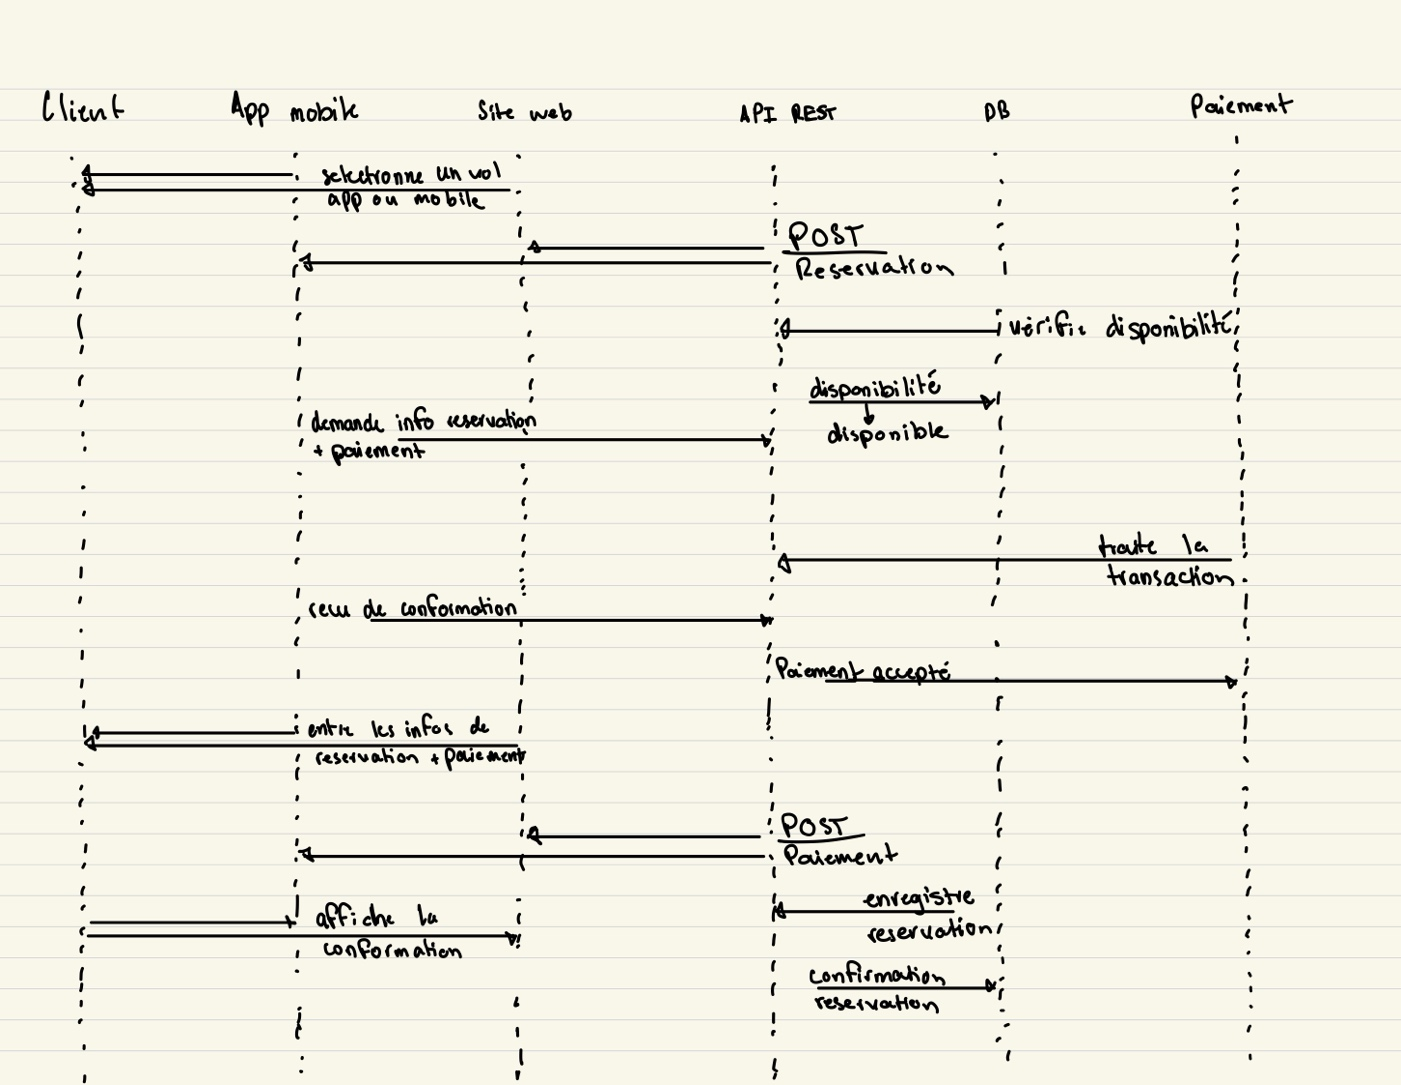 Client
App mobile
Site web
API REST
DB
Paiement
selectionne un vol
app ou mobile
POST
Reservation
vérifie disponibilité
disponibilité
disponible
demande info reservation
+ paiement
traite la
transaction
recu de conformation
Paiement accepté
entre les infos de
reservation + paiement
POST
Paiement
affiche la
conformation
enregistre
reservation
confirmation
reservation